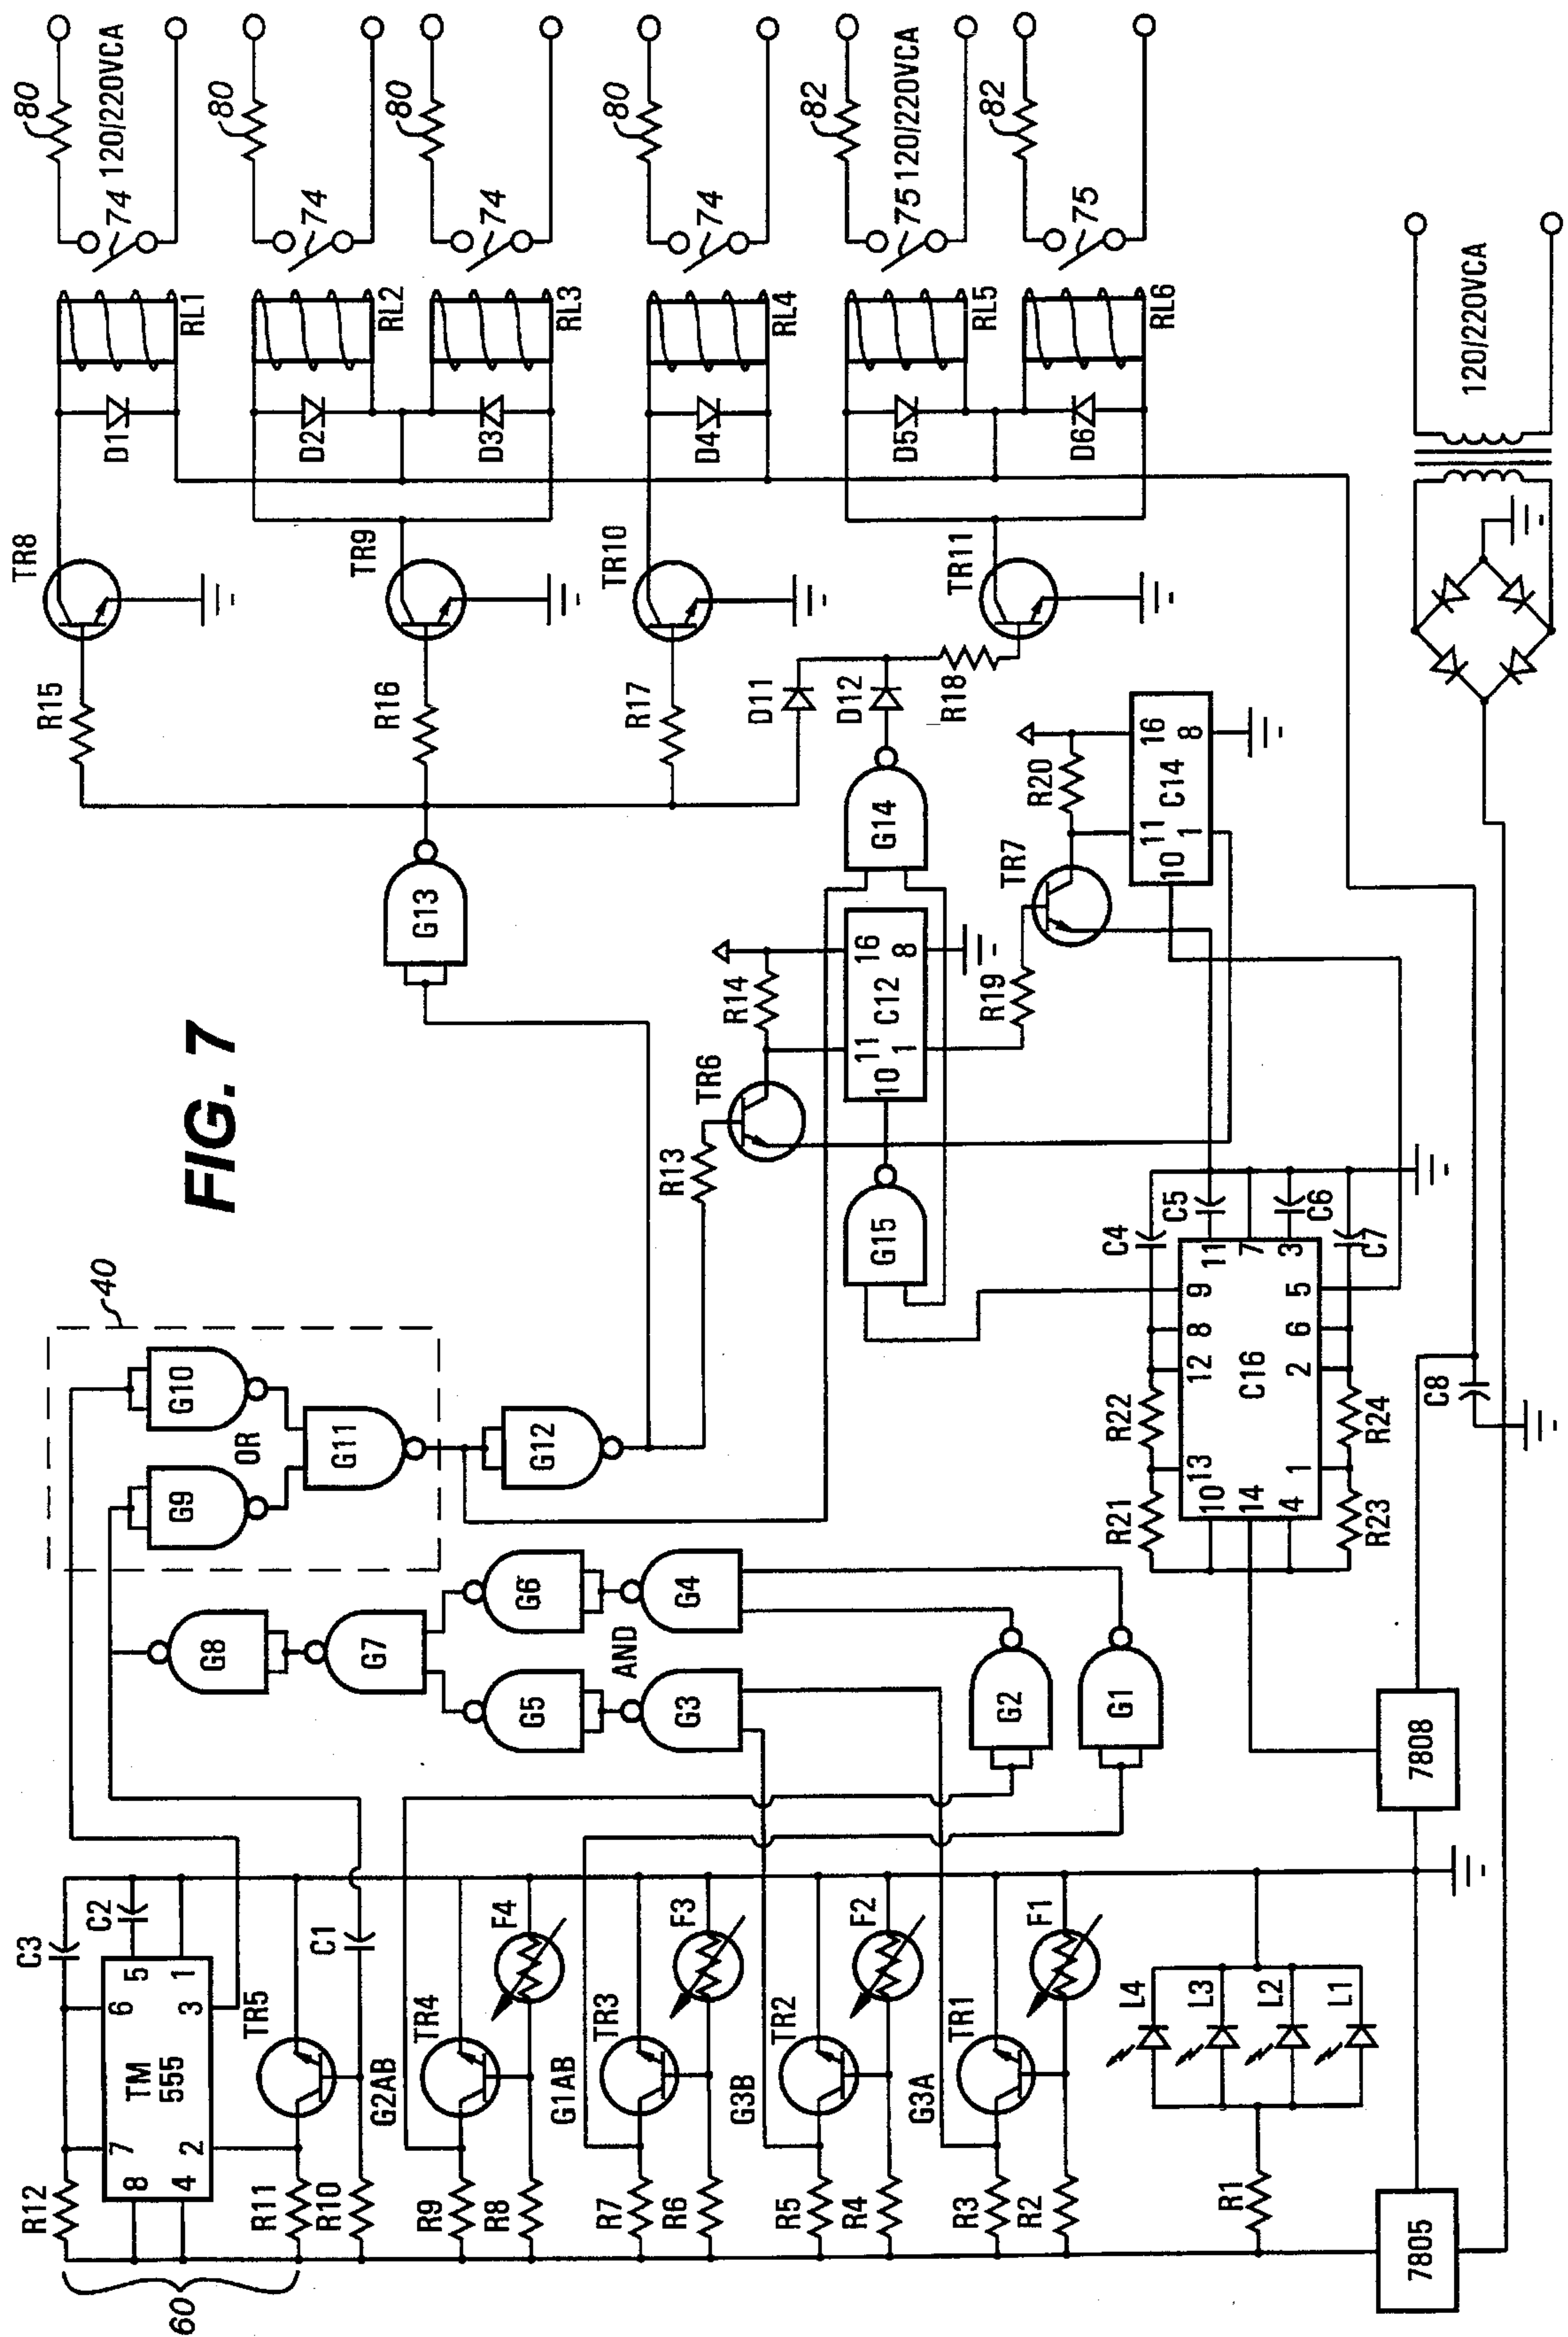 FIG. 7
60
R12
C3
TM
555
8
7
6
5
4
2
3
1
C2
R11
TR5
R10
C1
G2AB
R9
TR4
R8
F4
G1AB
R7
TR3
R6
F3
G3B
R5
TR2
R4
F2
G3A
R3
TR1
R2
F1
R1
L4
L3
L2
L1
7805
7808
G8
G7
G5
G6
AND
G3
G4
G2
G1
40
G9
G10
OR
G11
G12
R13
TR6
R14
G15
C12
10
11
1
16
8
G13
G14
R19
TR7
R20
C14
10
11
1
16
8
R21
R22
C4
C5
C16
10
13
12
8
9
11
14
7
4
1
2
6
5
3
R23
R24
C6
C7
C8
D11
D12
R18
R15
TR8
R16
TR9
R17
TR10
TR11
D1
RL1
74
80
120/220VCA
D2
RL2
74
80
D3
RL3
74
80
D4
RL4
74
80
D5
RL5
75
82
120/220VCA
D6
RL6
75
82
120/220VCA